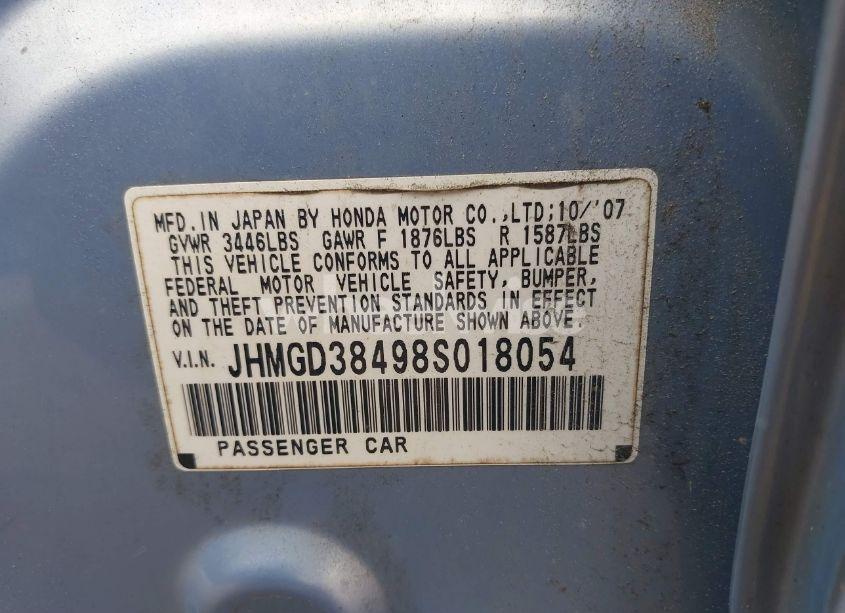 MFD. IN JAPAN BY HONDA MOTOR CO.,LTD; 10/'07
GVWR 3446LBS GAWR F 1876LBS R 1587LBS
THIS VEHICLE CONFORMS TO ALL APPLICABLE
FEDERAL MOTOR VEHICLE SAFETY, BUMPER,
AND THEFT PREVENTION STANDARDS IN EFFECT
ON THE DATE OF MANUFACTURE SHOWN ABOVE.
V.I.N. JHMGD38498S018054
PASSENGER CAR